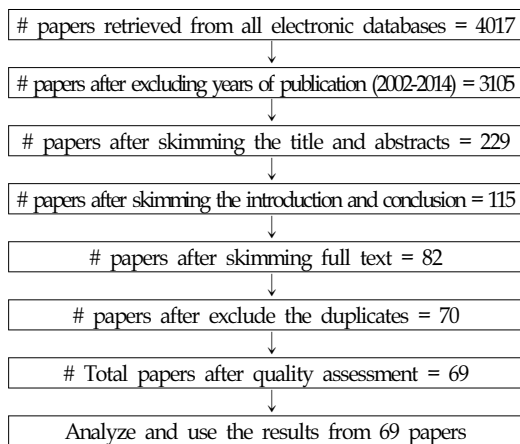 # papers retrieved from all electronic databases = 4017
# papers after excluding years of publication (2002-2014) = 3105
# papers after skimming the title and abstracts = 229
# papers after skimming the introduction and conclusion = 115
# papers after skimming full text = 82
# papers after exclude the duplicates = 70
# Total papers after quality assessment = 69
Analyze and use the results from 69 papers